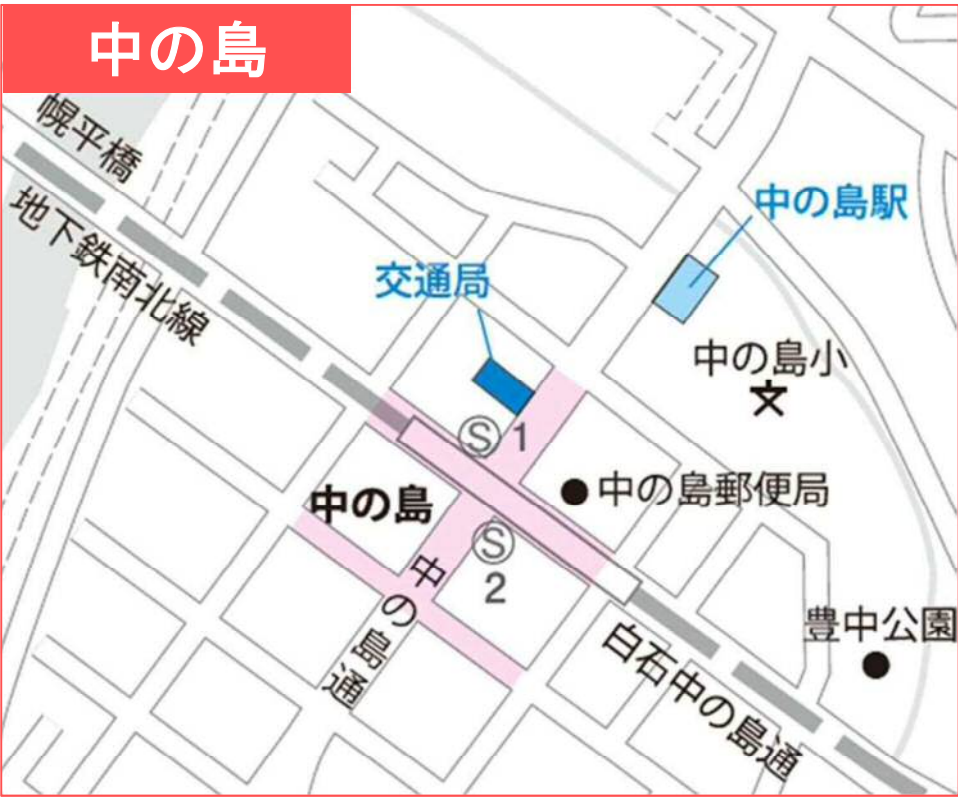 中の島
幌平橋
地下鉄南北線
中の島駅
交通局
中の島小
文
S 1
中の島郵便局
中の島
S
2
中の島通
豊中公園
白石中の島通